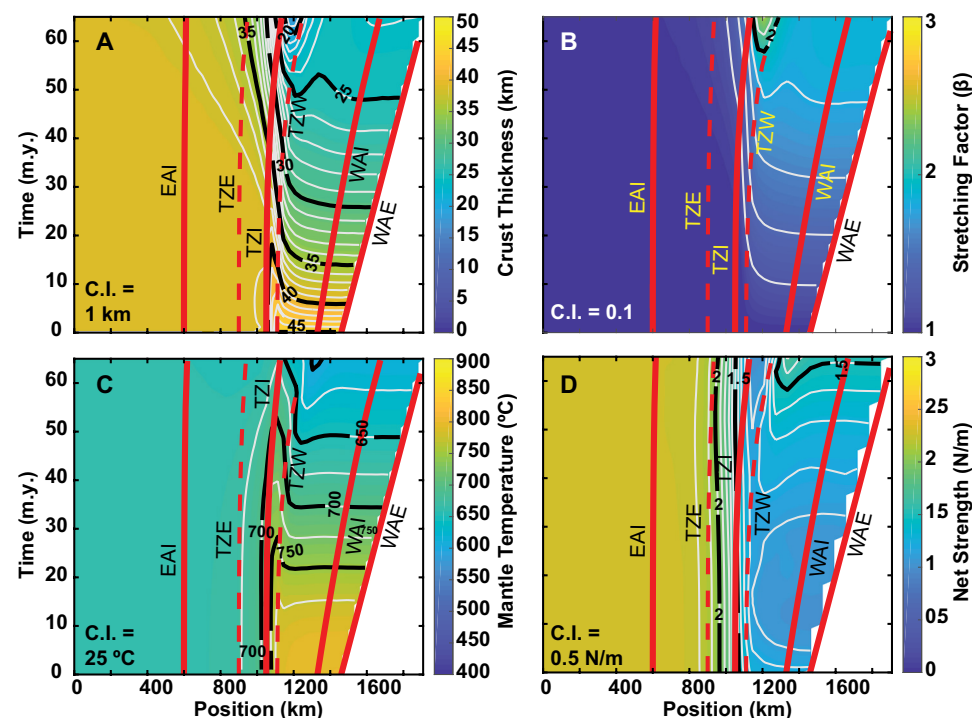 A
60
50
40
30
20
10
0
Time (m.y.)
35
20
25
TZW
30
EAI
TZE
TZI
WAI
WAE
35
40
45
C.I. =
1 km
50
45
40
35
30
25
20
15
10
5
0
Crust Thickness (km)
B
2
TZW
EAI
TZE
TZI
WAI
WAE
C.I. = 0.1
3
2
1
Stretching Factor (β)
C
60
50
40
30
20
10
0
Time (m.y.)
TZI
650
TZW
700
700
750
750
EAI
TZE
WAI
WAE
700
C.I. =
25 ºC
0 400 800 1200 1600
Position (km)
900
850
800
750
700
650
600
550
500
450
400
Mantle Temperature (ºC)
D
2
1.5
1.5
TZI
TZE
2
TZW
EAI
WAI
WAE
2
C.I. =
0.5 N/m
0 400 800 1200 1600
Position (km)
3
25
2
15
1
05
0
Net Strength (N/m)